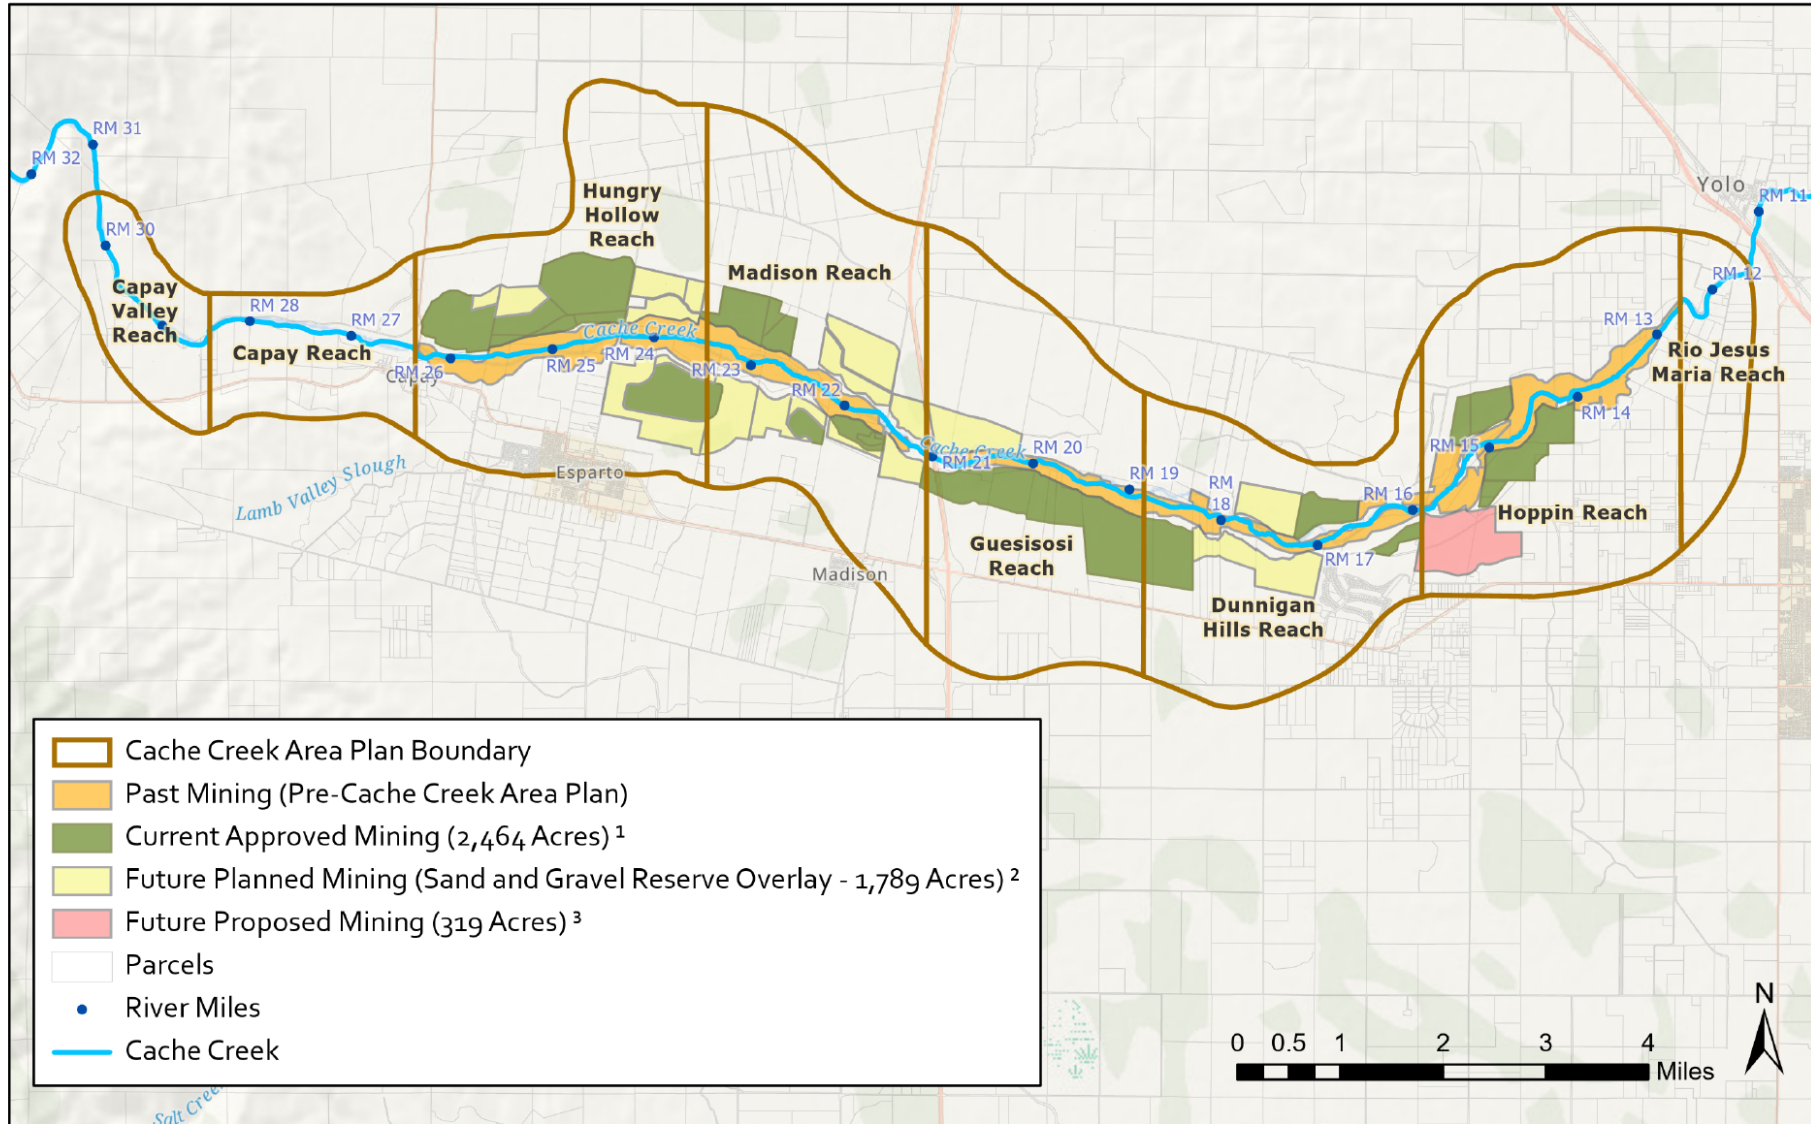 RM 31
RM 32
RM 30
Capay
Valley
Reach
RM 28
RM 27
Capay Reach
RM 26
Capay
Hungry
Hollow
Reach
Cache Creek
RM 25
RM 24
RM 23
Madison Reach
RM 22
Cache Creek
RM 21
RM 20
RM 19
RM
18
RM 17
RM 16
RM 15
RM 14
RM 13
RM 12
RM 11
Yolo
Rio Jesus
Maria Reach
Hoppin Reach
Guesisosi
Reach
Dunnigan
Hills Reach
Esparto
Madison
Lamb Valley Slough
Cache Creek Area Plan Boundary
Past Mining (Pre-Cache Creek Area Plan)
Current Approved Mining (2,464 Acres) ¹
Future Planned Mining (Sand and Gravel Reserve Overlay - 1,789 Acres) ²
Future Proposed Mining (319 Acres) ³
Parcels
River Miles
Cache Creek
Salt Creek
N
0 0.5 1 2 3 4
Miles